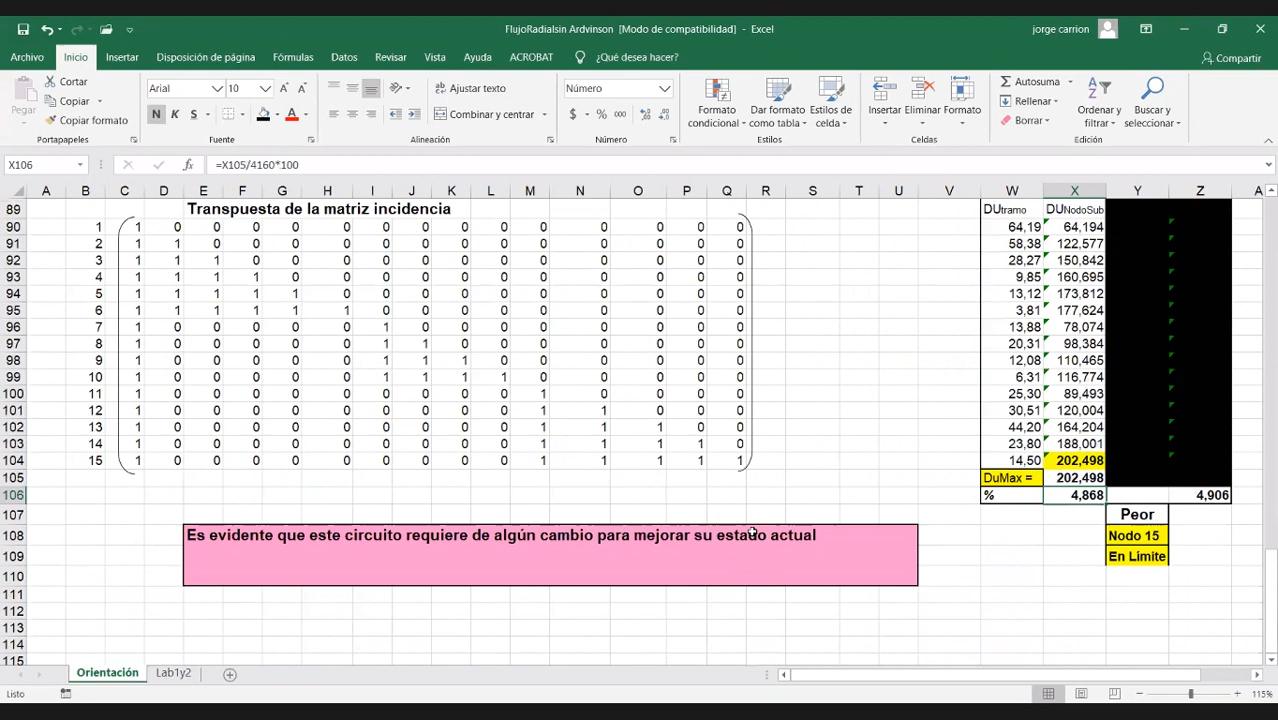 FlujoRadialsin Ardvinson [Modo de compatibilidad] - Excel
jorge carrion
Archivo Inicio Insertar Disposición de página Fórmulas Datos Revisar Vista Ayuda ACROBAT ¿Qué desea hacer? Compartir
Pegar
Cortar
Copiar
Copiar formato
Arial 10
N K S
Ajustar texto
Combinar y centrar
Número
$ % 000
Formato condicional
Dar formato como tabla
Estilos de celda
Insertar Eliminar Formato
Autosuma
Rellenar
Borrar
Ordenar y filtrar
Buscar y seleccionar
Portapapeles Fuente Alineación Número Estilos Celdas Edición
X106 fx =X105/4160*100
A B C D E F G H I J K L M N O P Q R S T U V W X Y Z A
89 Transpuesta de la matriz incidencia DUtramo DUNodoSub
90 1 1 0 0 0 0 0 0 0 0 0 0 0 0 0 0 64,19 64,194
91 2 1 1 0 0 0 0 0 0 0 0 0 0 0 0 0 58,38 122,577
92 3 1 1 1 0 0 0 0 0 0 0 0 0 0 0 0 28,27 150,842
93 4 1 1 1 1 0 0 0 0 0 0 0 0 0 0 0 9,85 160,695
94 5 1 1 1 1 1 0 0 0 0 0 0 0 0 0 0 13,12 173,812
95 6 1 1 1 1 1 1 0 0 0 0 0 0 0 0 0 3,81 177,624
96 7 1 0 0 0 0 0 1 0 0 0 0 0 0 0 0 13,88 78,074
97 8 1 0 0 0 0 0 1 1 0 0 0 0 0 0 0 20,31 98,384
98 9 1 0 0 0 0 0 1 1 1 0 0 0 0 0 0 12,08 110,465
99 10 1 0 0 0 0 0 1 1 1 1 0 0 0 0 0 6,31 116,774
100 11 1 0 0 0 0 0 0 0 0 0 1 0 0 0 0 25,30 89,493
101 12 1 0 0 0 0 0 0 0 0 0 1 1 0 0 0 30,51 120,004
102 13 1 0 0 0 0 0 0 0 0 0 1 1 1 0 0 44,20 164,204
103 14 1 0 0 0 0 0 0 0 0 0 1 1 1 1 0 23,80 188,001
104 15 1 0 0 0 0 0 0 0 0 0 1 1 1 1 1 14,50 202,498
105 DuMax = 202,498
106 % 4,868 4,906
107 Peor
108 Es evidente que este circuito requiere de algún cambio para mejorar su estado actual Nodo 15
109 En Límite
110
111
112
113
114
115
Orientación Lab1y2
Listo 115%